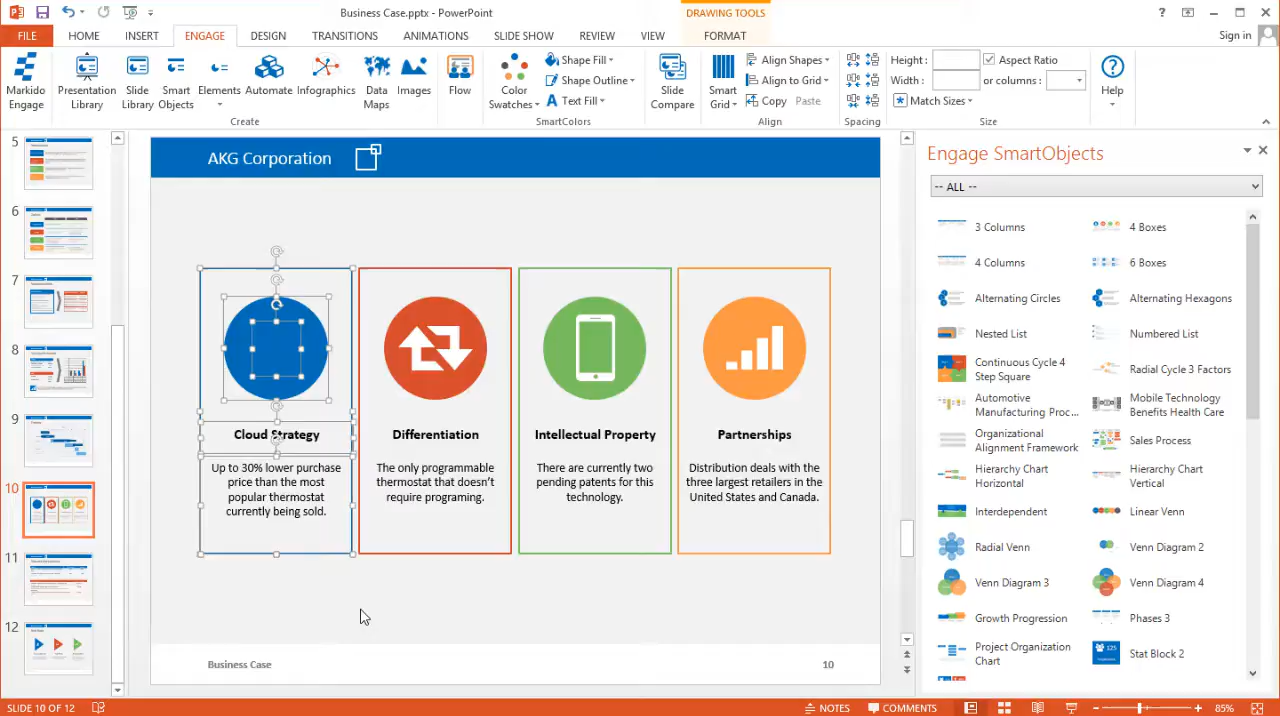 Business Case.pptx - PowerPoint
DRAWING TOOLS
?
Sign in
FILE
HOME
INSERT
ENGAGE
DESIGN
TRANSITIONS
ANIMATIONS
SLIDE SHOW
REVIEW
VIEW
FORMAT
Markido
Engage
Presentation
Library
Slide
Library
Smart
Objects
Elements
Automate
Infographics
Data
Maps
Images
Create
Flow
Color
Swatches
Shape Fill
Shape Outline
Text Fill
SmartColors
Slide
Compare
Smart
Grid
Align Shapes
Align to Grid
Copy Paste
Align
Spacing
Height:
Aspect Ratio
Width:
or columns:
Match Sizes
Size
Help
5
6
7
8
9
10
11
12
AKG Corporation
Cloud Strategy
Up to 30% lower purchase
price than the most
popular thermostat
currently being sold.
Differentiation
The only programmable
thermostat that doesn't
require programing.
Intellectual Property
There are currently two
pending patents for this
technology.
Partnerships
Distribution deals with the
three largest retailers in the
United States and Canada.
Business Case
10
Engage SmartObjects
-- ALL --
3 Columns
4 Boxes
4 Columns
6 Boxes
Alternating Circles
Alternating Hexagons
Nested List
Numbered List
Continuous Cycle 4
Step Square
Radial Cycle 3 Factors
Automotive
Manufacturing Proc...
Mobile Technology
Benefits Health Care
Organizational
Alignment Framework
Sales Process
Hierarchy Chart
Horizontal
Hierarchy Chart
Vertical
Interdependent
Linear Venn
Radial Venn
Venn Diagram 2
Venn Diagram 3
Venn Diagram 4
Growth Progression
Phases 3
Project Organization
Chart
Stat Block 2
SLIDE 10 OF 12
NOTES
COMMENTS
85%